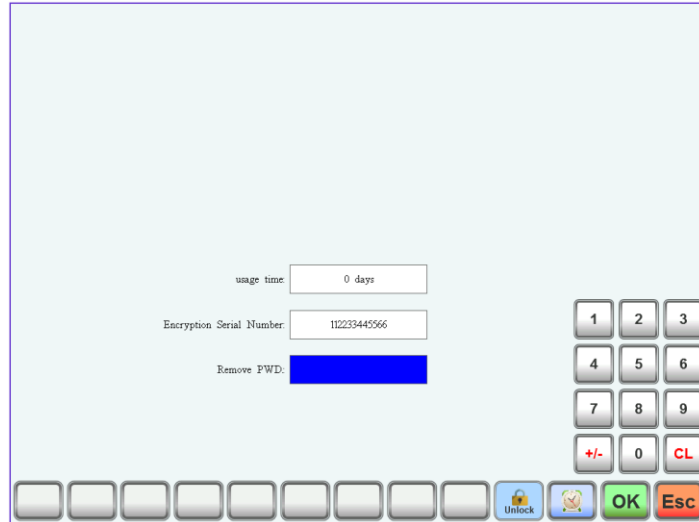 usage time: 0 days
Encryption Serial Number: 112233445566
Remove PWD:
1 2 3
4 5 6
7 8 9
+/- 0 CL
Unlock OK Esc